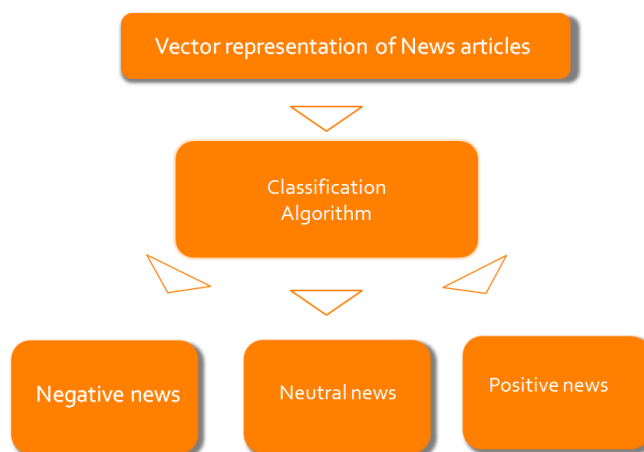 Vector representation of News articles
Classification
Algorithm
Negative news
Neutral news
Positive news